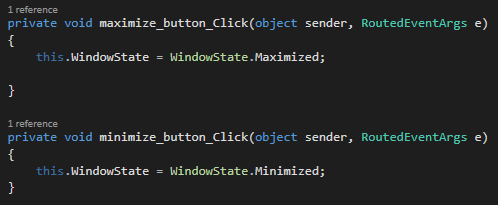 1 reference
private void maximize_button_Click(object sender, RoutedEventArgs e)
{
    this.WindowState = WindowState.Maximized;
}
1 reference
private void minimize_button_Click(object sender, RoutedEventArgs e)
{
    this.WindowState = WindowState.Minimized;
}